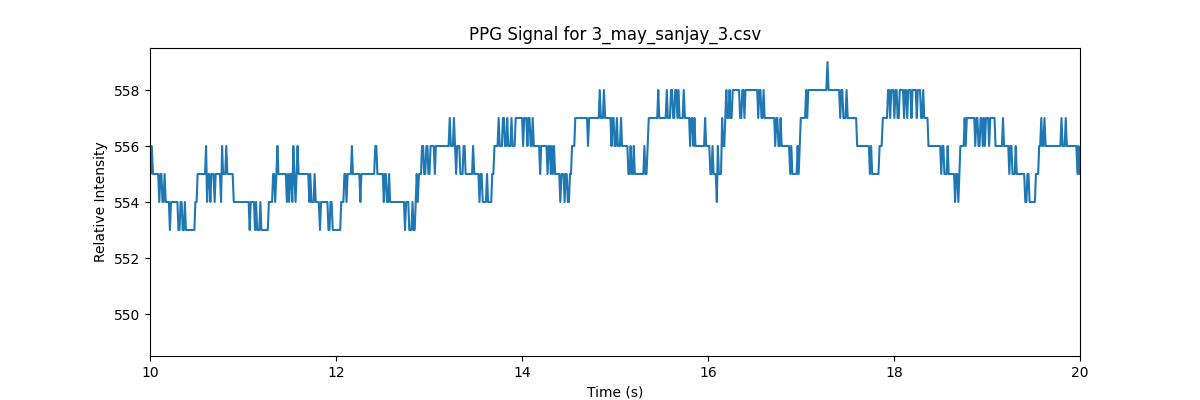 PPG Signal for 3_may_sanjay_3.csv
Relative Intensity
558
556
554
552
550
10 12 14 16 18 20
Time (s)